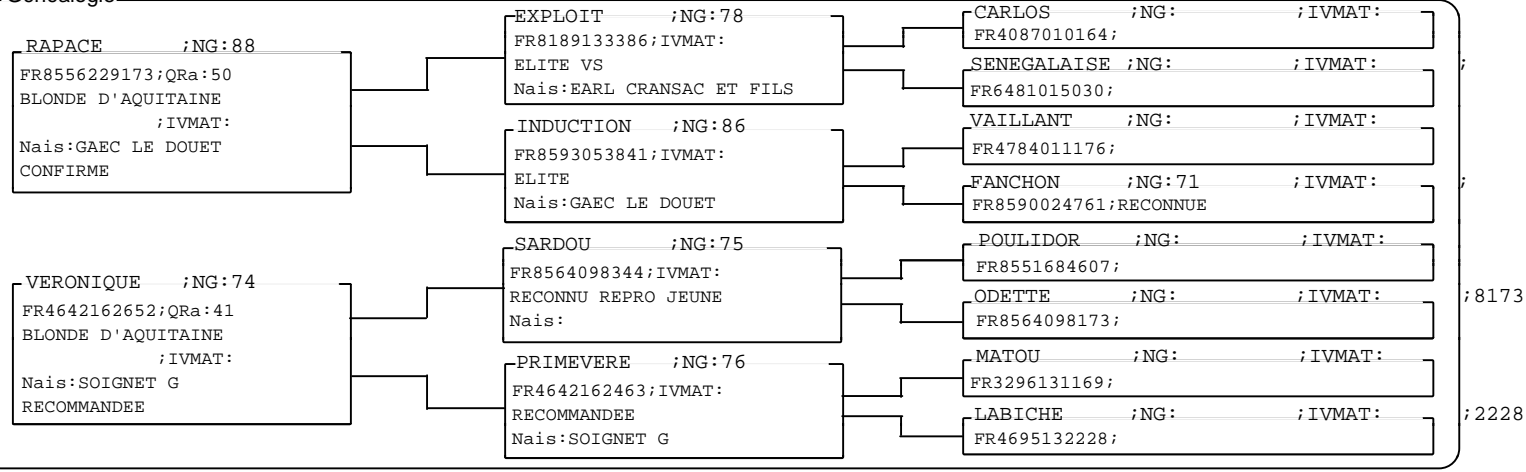 Généalogie
RAPACE ;NG:88
FR8556229173;QRa:50
BLONDE D'AQUITAINE
;IVMAT:
Nais:GAEC LE DOUET
CONFIRME
VERONIQUE ;NG:74
FR4642162652;QRa:41
BLONDE D'AQUITAINE
;IVMAT:
Nais:SOIGNET G
RECOMMANDEE
EXPLOIT ;NG:78
FR8189133386;IVMAT:
ELITE VS
Nais:EARL CRANSAC ET FILS
INDUCTION ;NG:86
FR8593053841;IVMAT:
ELITE
Nais:GAEC LE DOUET
SARDOU ;NG:75
FR8564098344;IVMAT:
RECONNU REPRO JEUNE
Nais:
PRIMEVERE ;NG:76
FR4642162463;IVMAT:
RECOMMANDEE
Nais:SOIGNET G
CARLOS ;NG: ;IVMAT:
FR4087010164;
SENEGALAISE ;NG: ;IVMAT: ;
FR6481015030;
VAILLANT ;NG: ;IVMAT:
FR4784011176;
FANCHON ;NG:71 ;IVMAT: ;
FR8590024761;RECONNUE
POULIDOR ;NG: ;IVMAT:
FR8551684607;
ODETTE ;NG: ;IVMAT: ;8173
FR8564098173;
MATOU ;NG: ;IVMAT:
FR3296131169;
LABICHE ;NG: ;IVMAT: ;2228
FR4695132228;